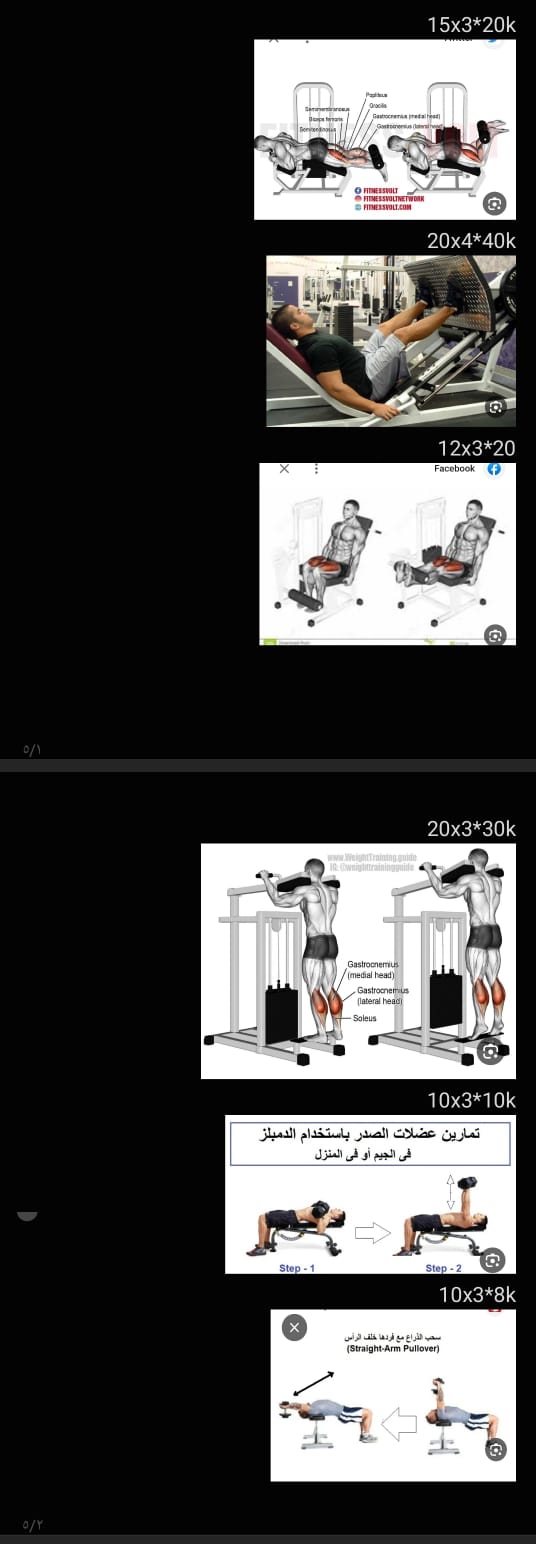 15x3*20k
Semimembranosus
Biceps femoris
Semitendinosus
Popliteus
Gracilis
Gastrocnemius (medial head)
Gastrocnemius (lateral head)
FITNESSVOLT
FITNESSVOLTNETWORK
FITNESSVOLT.COM
20x4*40k
12x3*20
Facebook
٥/١
20x3*30k
www.WeightTraining.guide
IG: @weighttrainingguide
Gastrocnemius
(medial head)
Gastrocnemius
(lateral head)
Soleus
10x3*10k
تمارين عضلات الصدر باستخدام الدمبلز
فى الجيم أو فى المنزل
Step - 1
Step - 2
10x3*8k
سحب الذراع مع فردها خلف الرأس
(Straight-Arm Pullover)
٥/٢